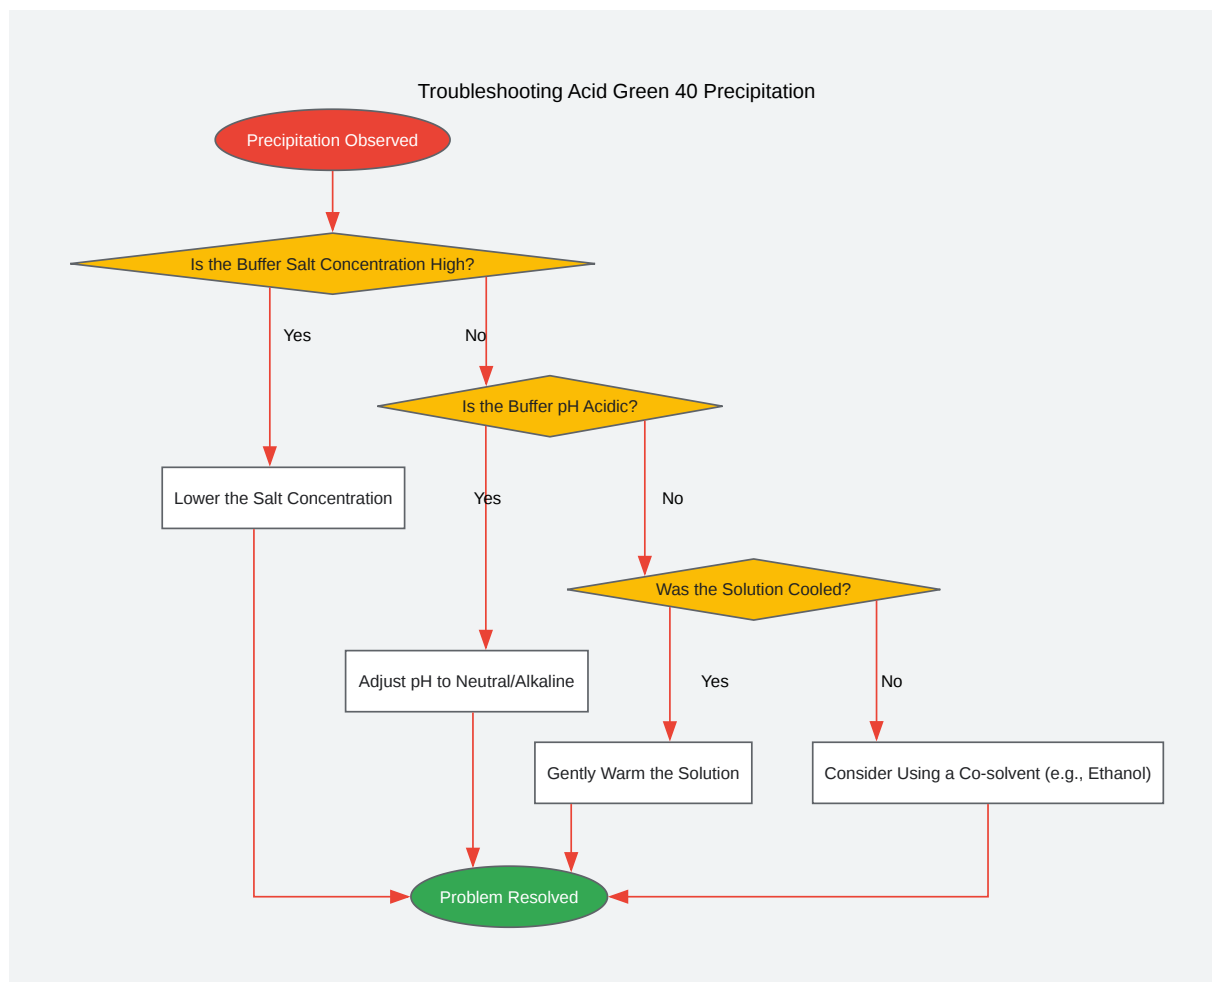 Troubleshooting Acid Green 40 Precipitation
Precipitation Observed
Is the Buffer Salt Concentration High?
Yes
No
Is the Buffer pH Acidic?
Lower the Salt Concentration
Yes
No
Was the Solution Cooled?
Adjust pH to Neutral/Alkaline
Yes
No
Gently Warm the Solution
Consider Using a Co-solvent (e.g., Ethanol)
Problem Resolved